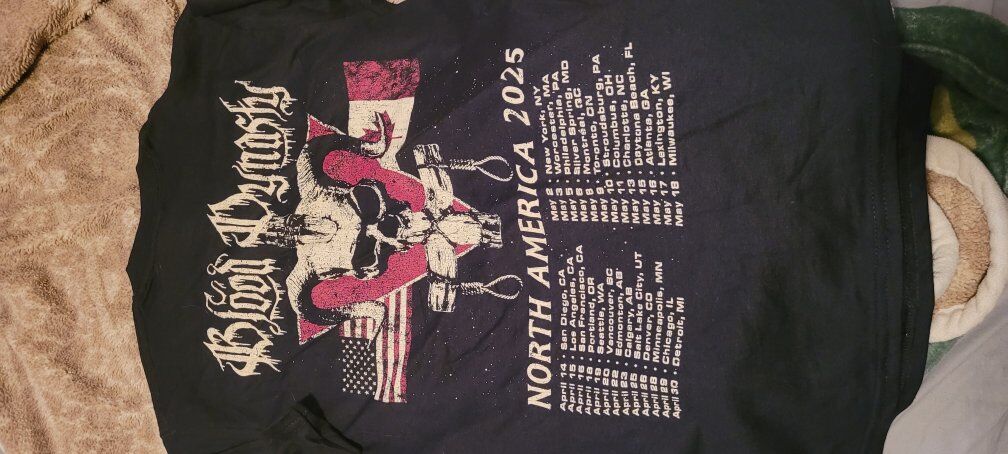 Blood Dynasty
NORTH AMERICA 2025
April 14 • San Diego, CA
April 15 • Los Angeles, CA
April 16 • San Francisco, CA
April 18 • Portland, OR
April 19 • Seattle, WA
April 20 • Vancouver, BC
April 22 • Edmonton, AB
April 23 • Calgary, AB
April 25 • Salt Lake City, UT
April 26 • Denver, CO
April 28 • Minneapolis, MN
April 29 • Chicago, IL
April 30 • Detroit, MI
May 2 • New York, NY
May 3 • Worcester, MA
May 5 • Philadelphia, PA
May 6 • Silver Spring, MD
May 8 • Montréal, QC
May 9 • Toronto, ON
May 10 • Stroudsburg, PA
May 11 • Columbus, OH
May 13 • Charlotte, NC
May 15 • Daytona Beach, FL
May 16 • Atlanta, GA
May 17 • Lexington, KY
May 18 • Milwaukee, WI